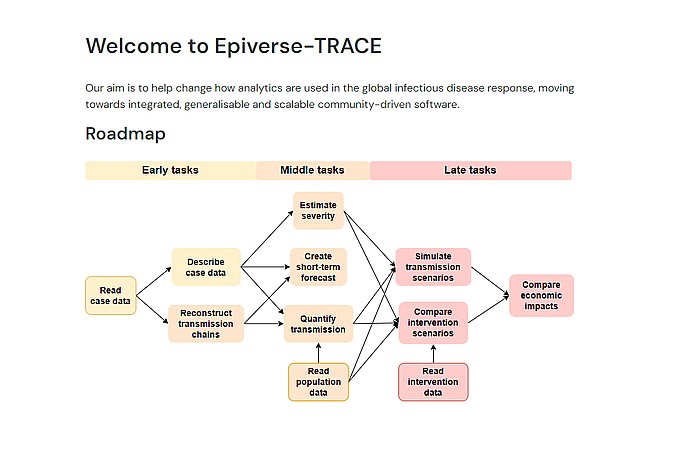 Welcome to Epiverse-TRACE
Our aim is to help change how analytics are used in the global infectious disease response, moving
towards integrated, generalisable and scalable community-driven software.
Roadmap
Early tasks
Middle tasks
Late tasks
Read
case data
Describe
case data
Reconstruct
transmission
chains
Estimate
severity
Create
short-term
forecast
Quantify
transmission
Read
population
data
Simulate
transmission
scenarios
Compare
intervention
scenarios
Read
intervention
data
Compare
economic
impacts